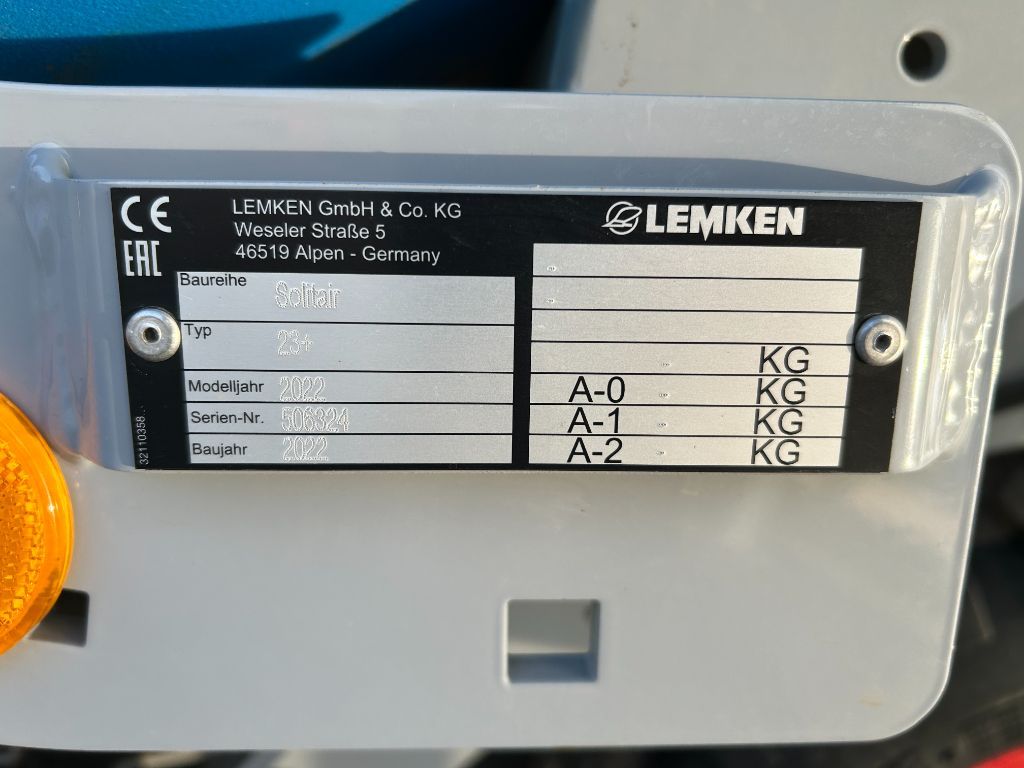 CE
EAC
LEMKEN GmbH & Co. KG
Weseler Straße 5
46519 Alpen - Germany
LEMKEN
Baureihe Solitair
Typ 23+
Modelljahr 2022
Serien-Nr. 506324
Baujahr 2022
32110358..
-
-
- KG
A-0 - KG
A-1 - KG
A-2 - KG